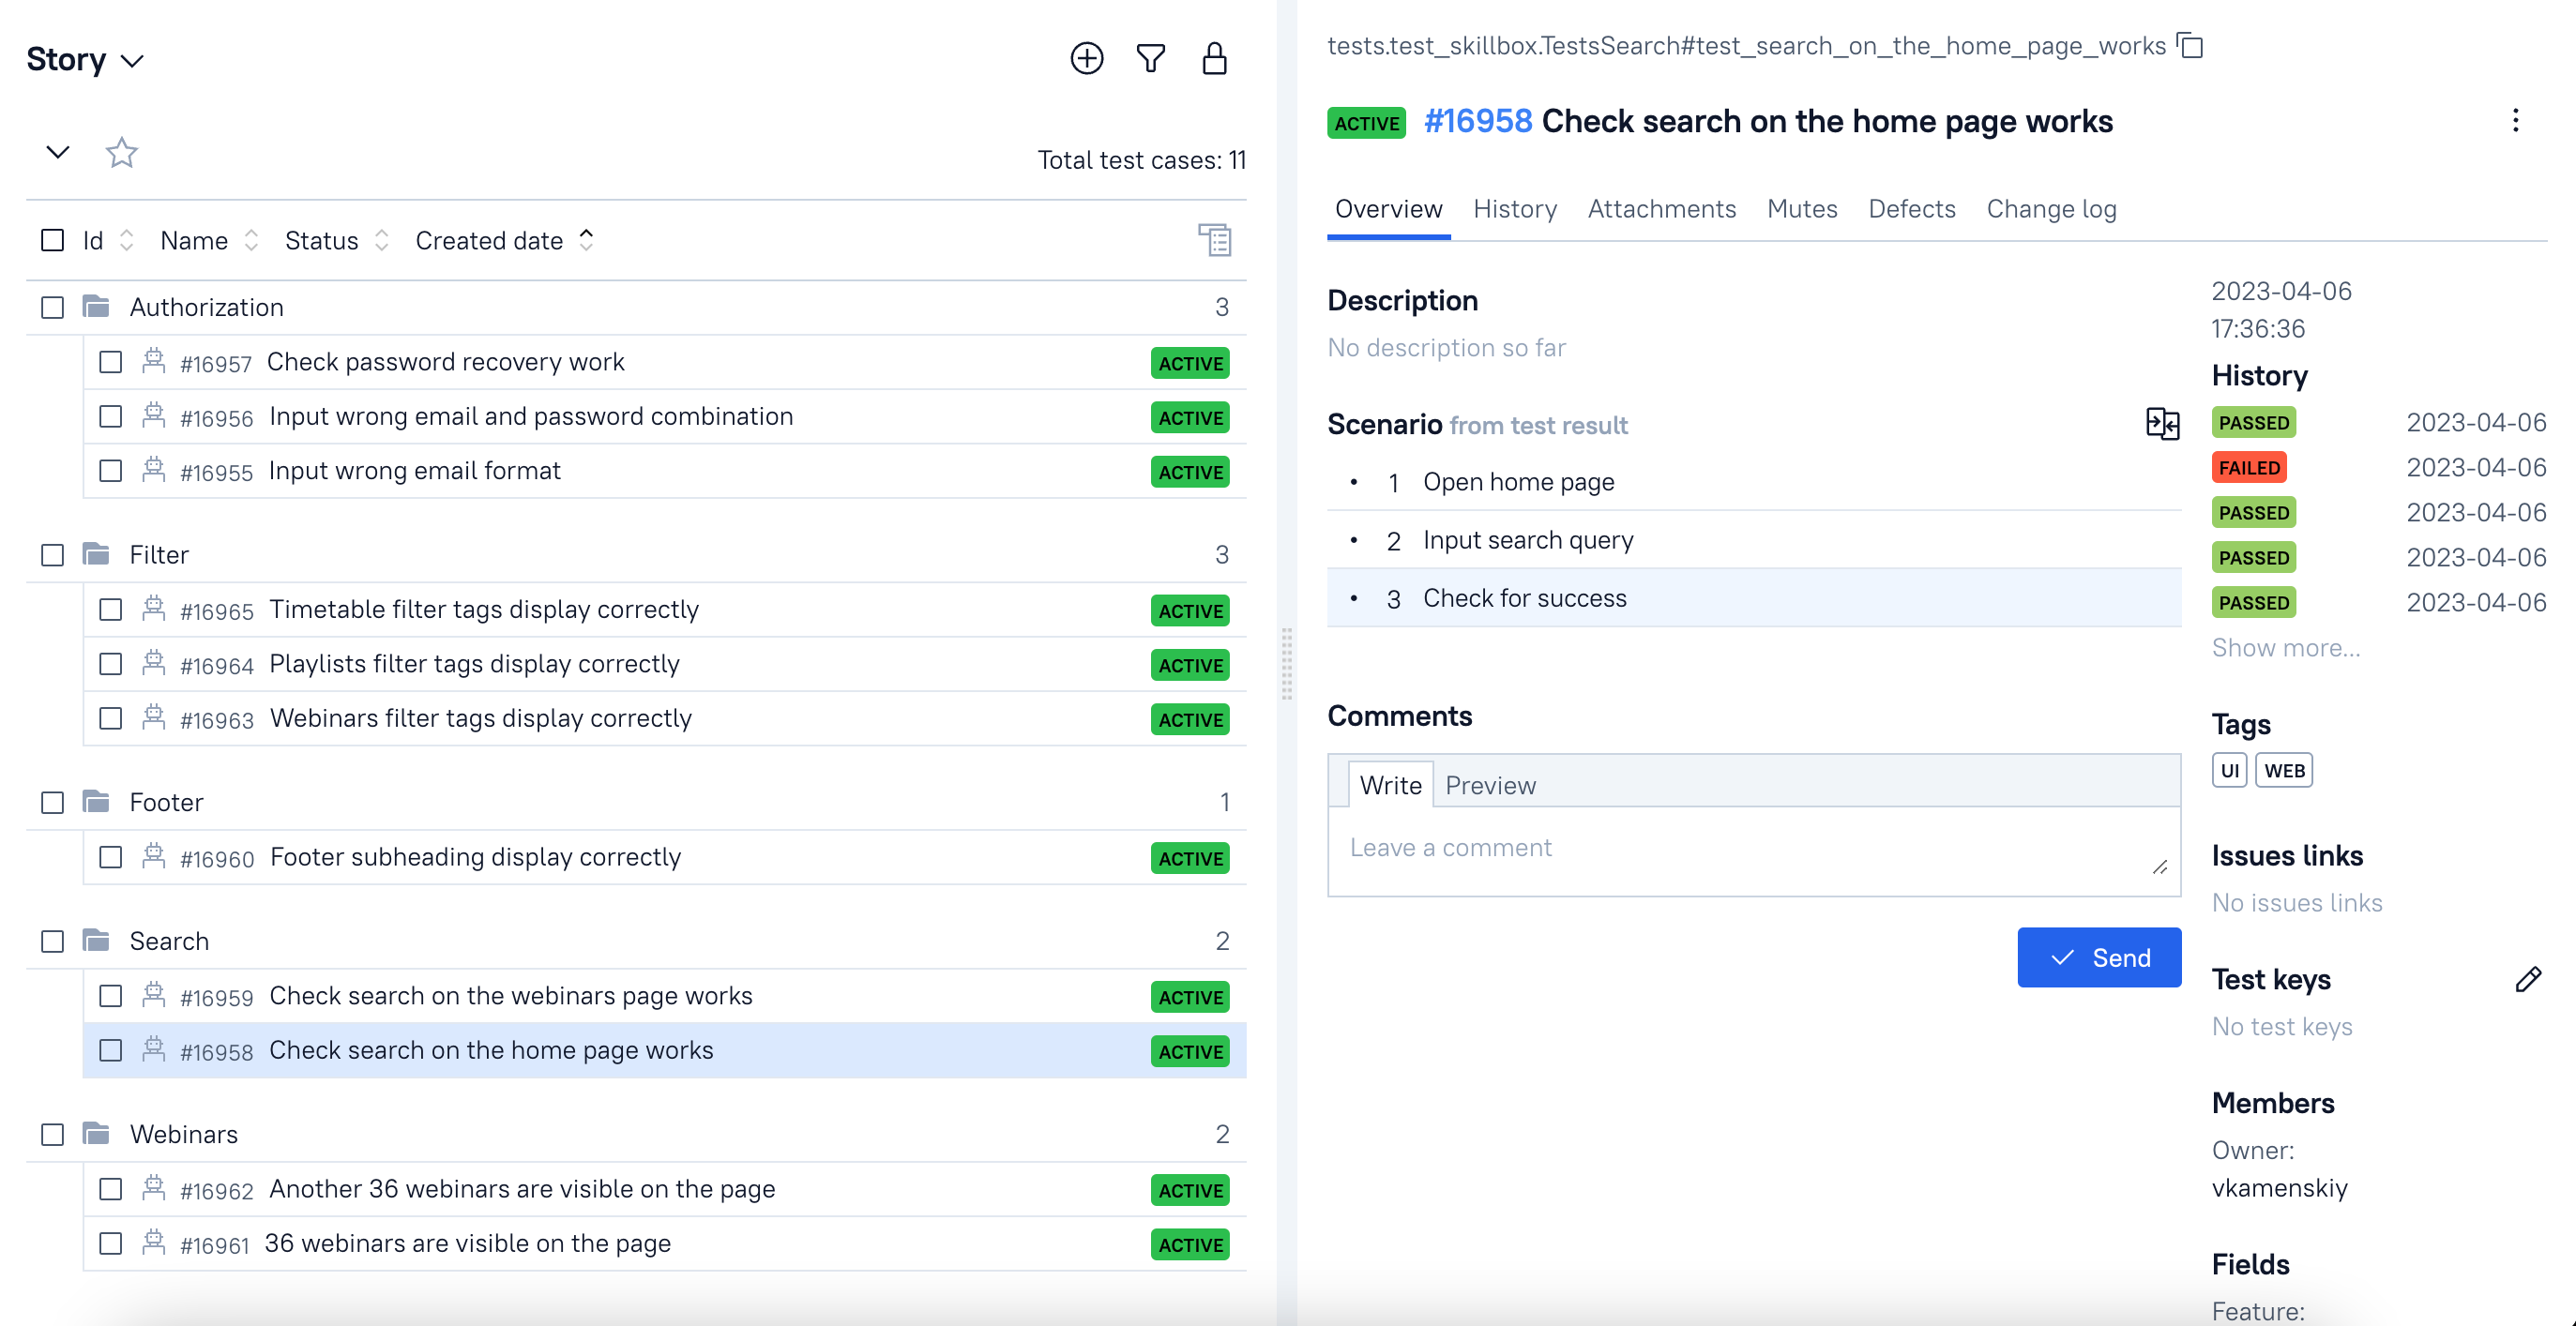 Story
Total test cases: 11
Id Name Status Created date
Authorization 3
#16957 Check password recovery work ACTIVE
#16956 Input wrong email and password combination ACTIVE
#16955 Input wrong email format ACTIVE
Filter 3
#16965 Timetable filter tags display correctly ACTIVE
#16964 Playlists filter tags display correctly ACTIVE
#16963 Webinars filter tags display correctly ACTIVE
Footer 1
#16960 Footer subheading display correctly ACTIVE
Search 2
#16959 Check search on the webinars page works ACTIVE
#16958 Check search on the home page works ACTIVE
Webinars 2
#16962 Another 36 webinars are visible on the page ACTIVE
#16961 36 webinars are visible on the page ACTIVE
tests.test_skillbox.TestsSearch#test_search_on_the_home_page_works
ACTIVE #16958 Check search on the home page works
Overview History Attachments Mutes Defects Change log
Description
No description so far
Scenario from test result
• 1 Open home page
• 2 Input search query
• 3 Check for success
Comments
Write Preview
Leave a comment
Send
2023-04-06
17:36:36
History
PASSED 2023-04-06
FAILED 2023-04-06
PASSED 2023-04-06
PASSED 2023-04-06
PASSED 2023-04-06
Show more...
Tags
UI WEB
Issues links
No issues links
Test keys
No test keys
Members
Owner:
vkamenskiy
Fields
Feature: